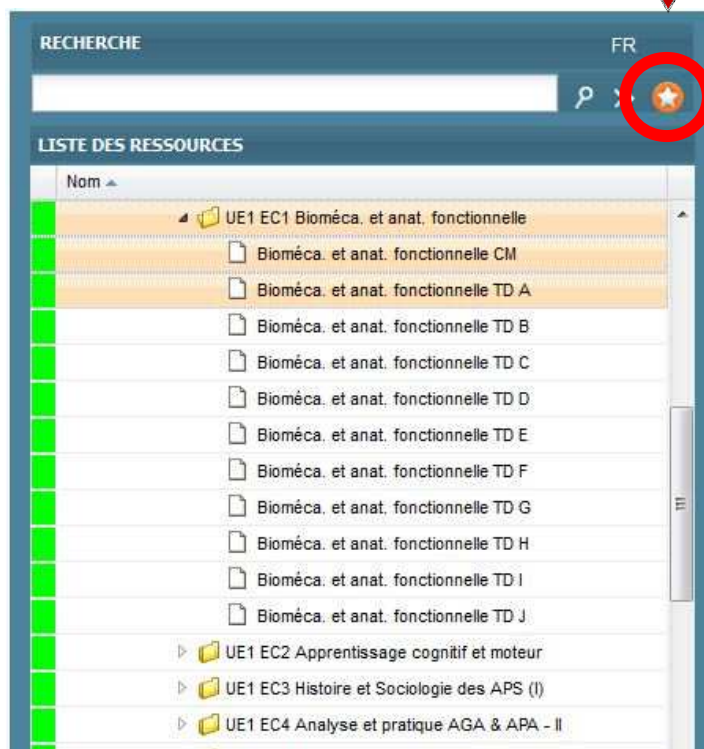 RECHERCHE FR
LISTE DES RESSOURCES
Nom
UE1 EC1 Bioméca. et anat. fonctionnelle
Bioméca. et anat. fonctionnelle CM
Bioméca. et anat. fonctionnelle TD A
Bioméca. et anat. fonctionnelle TD B
Bioméca. et anat. fonctionnelle TD C
Bioméca. et anat. fonctionnelle TD D
Bioméca. et anat. fonctionnelle TD E
Bioméca. et anat. fonctionnelle TD F
Bioméca. et anat. fonctionnelle TD G
Bioméca. et anat. fonctionnelle TD H
Bioméca. et anat. fonctionnelle TD I
Bioméca. et anat. fonctionnelle TD J
UE1 EC2 Apprentissage cognitif et moteur
UE1 EC3 Histoire et Sociologie des APS (I)
UE1 EC4 Analyse et pratique AGA & APA - II